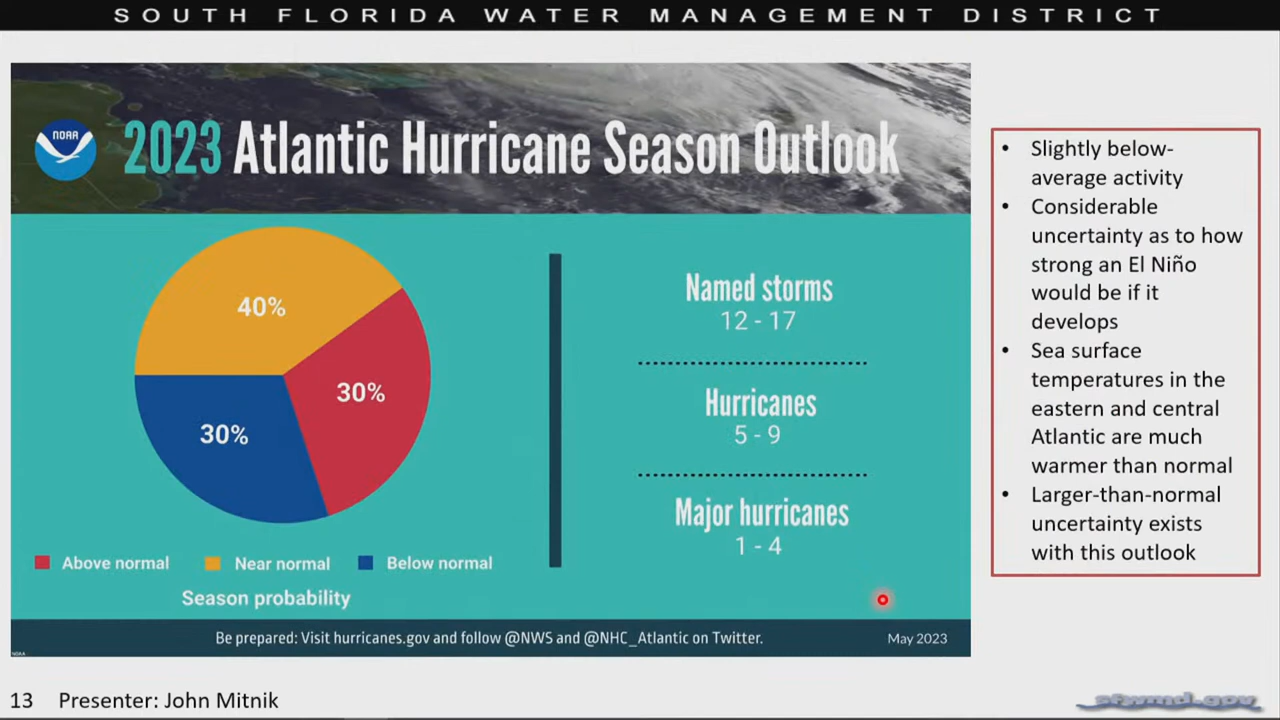 SOUTH FLORIDA WATER MANAGEMENT DISTRICT
NOAA
2023 Atlantic Hurricane Season Outlook
40%
30%
30%
Above normal
Near normal
Below normal
Season probability
Named storms
12 - 17
Hurricanes
5 - 9
Major hurricanes
1 - 4
Be prepared: Visit hurricanes.gov and follow @NWS and @NHC_Atlantic on Twitter.
May 2023
NOAA
• Slightly below-
average activity
• Considerable
uncertainty as to how
strong an El Niño
would be if it
develops
• Sea surface
temperatures in the
eastern and central
Atlantic are much
warmer than normal
• Larger-than-normal
uncertainty exists
with this outlook
13 Presenter: John Mitnik
sfwmd.gov